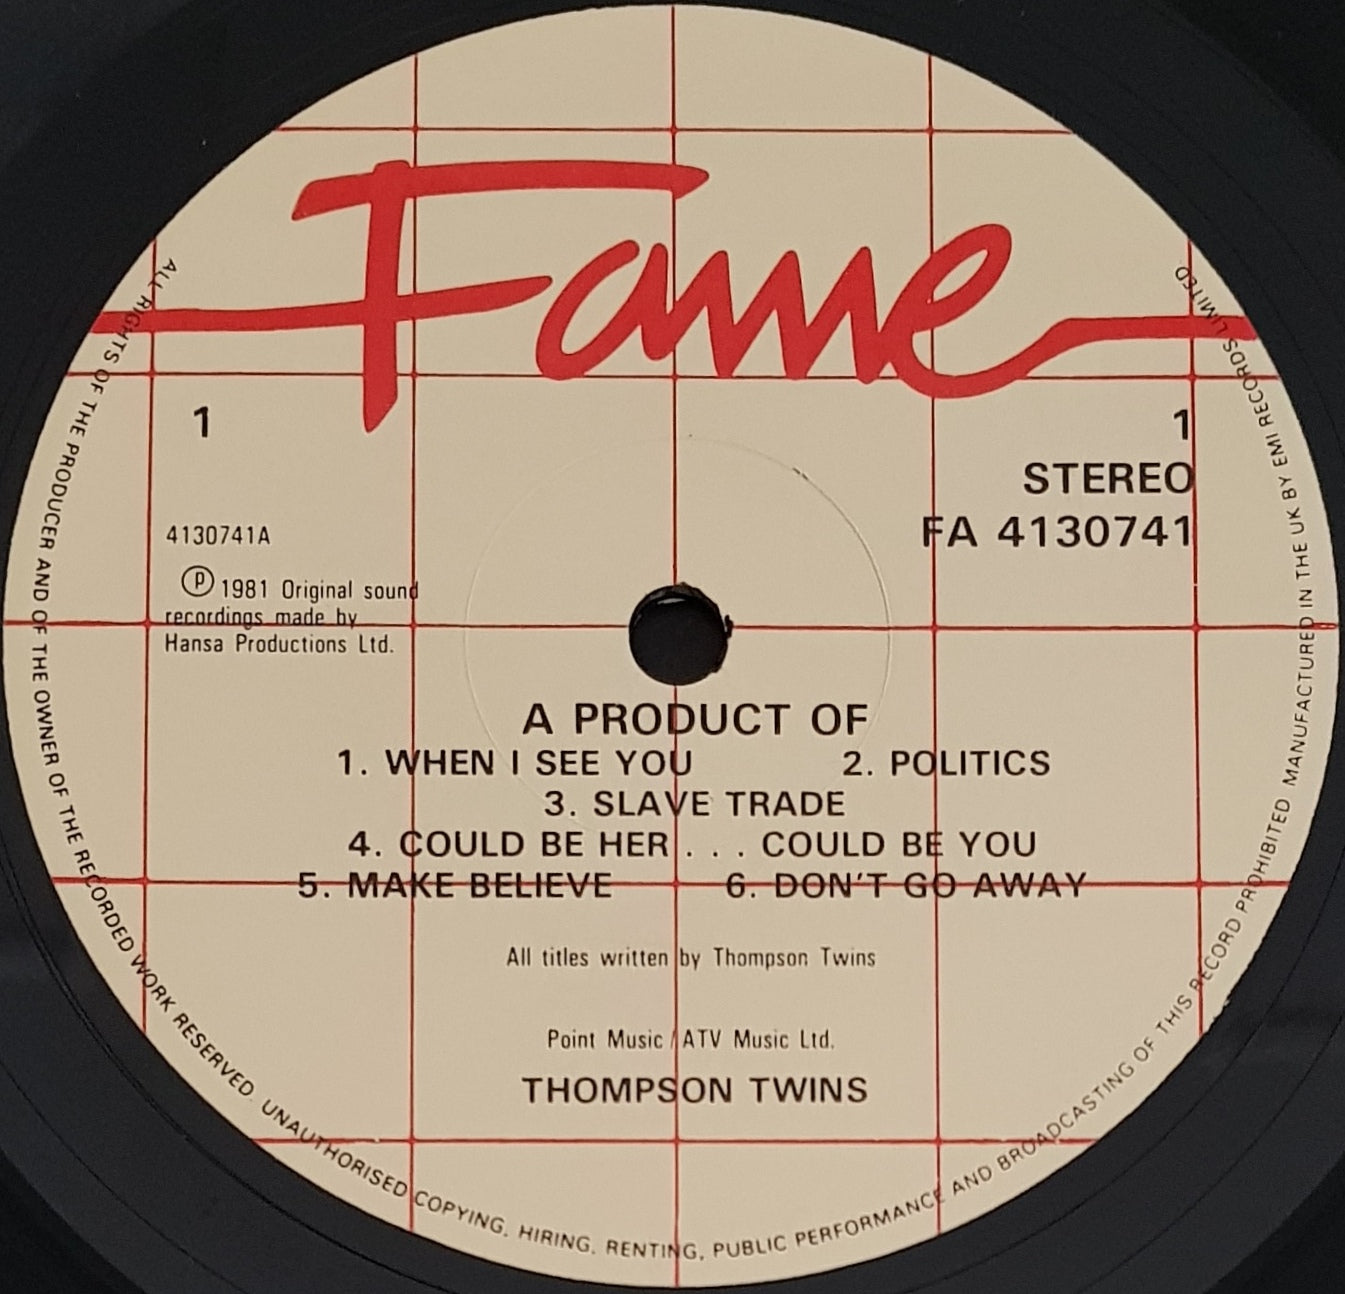 Fame
1
1
STEREO
FA 4130741
4130741A
Ⓟ 1981 Original sound
recordings made by
Hansa Productions Ltd.
A PRODUCT OF
1. WHEN I SEE YOU 2. POLITICS
3. SLAVE TRADE
4. COULD BE HER . . . COULD BE YOU
5. MAKE BELIEVE 6. DON'T GO AWAY
All titles written by Thompson Twins
Point Music / ATV Music Ltd.
THOMPSON TWINS
ALL RIGHTS OF THE PRODUCER AND OF THE OWNER OF THE RECORDED WORK RESERVED. UNAUTHORISED COPYING, HIRING, RENTING, PUBLIC PERFORMANCE AND BROADCASTING OF THIS RECORD PROHIBITED MANUFACTURED IN THE UK BY EMI RECORDS LIMITED